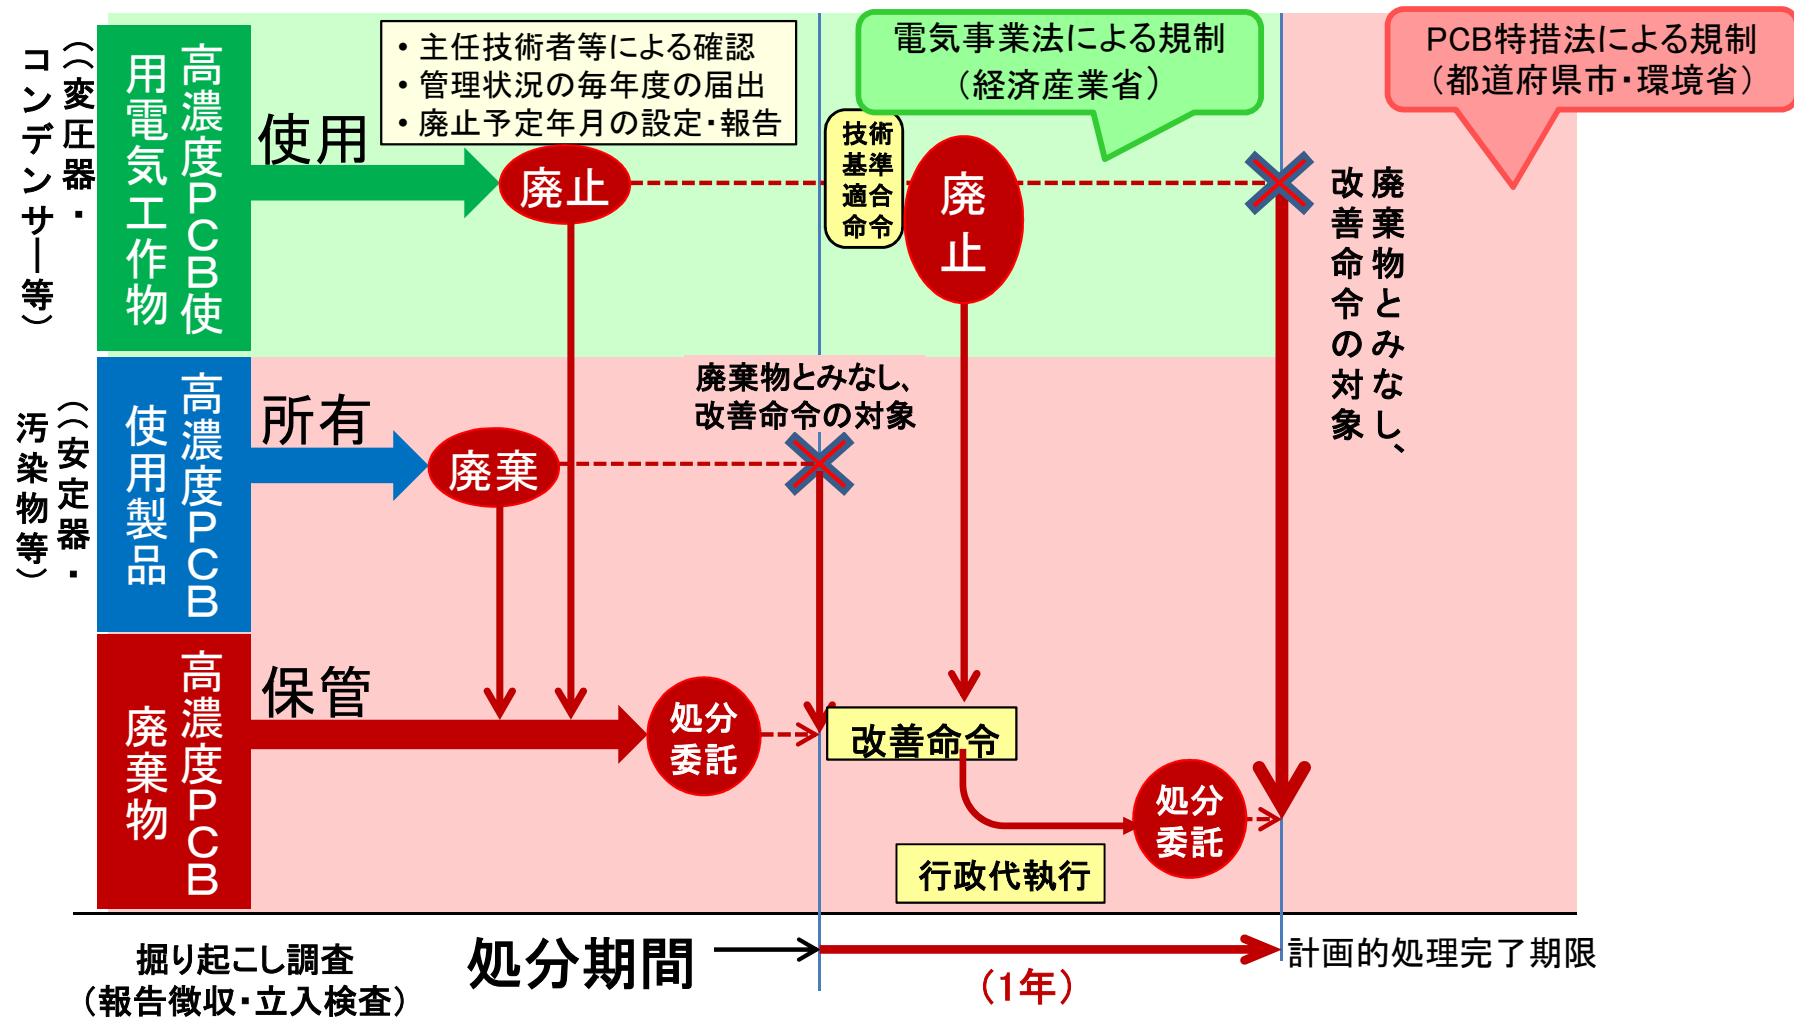 ・主任技術者等による確認
・管理状況の毎年度の届出
・廃止予定年月の設定・報告
電気事業法による規制
（経済産業省）
PCB特措法による規制
（都道府県市・環境省）
高濃度PCB使
用電気工作物
（（変圧器・
コンデンサ―等）
使用
廃止
技術
基準
適合
命令
廃
止
廃棄物とみなし、
改善命令の対象
高濃度PCB
使用製品
（（安定器・
汚染物等）
所有
廃棄
廃棄物とみなし、
改善命令の対象
高濃度PCB
廃棄物
保管
処分
委託
改善命令
処分
委託
行政代執行
掘り起こし調査
（報告徴収・立入検査）
処分期間
（1年）
計画的処理完了期限